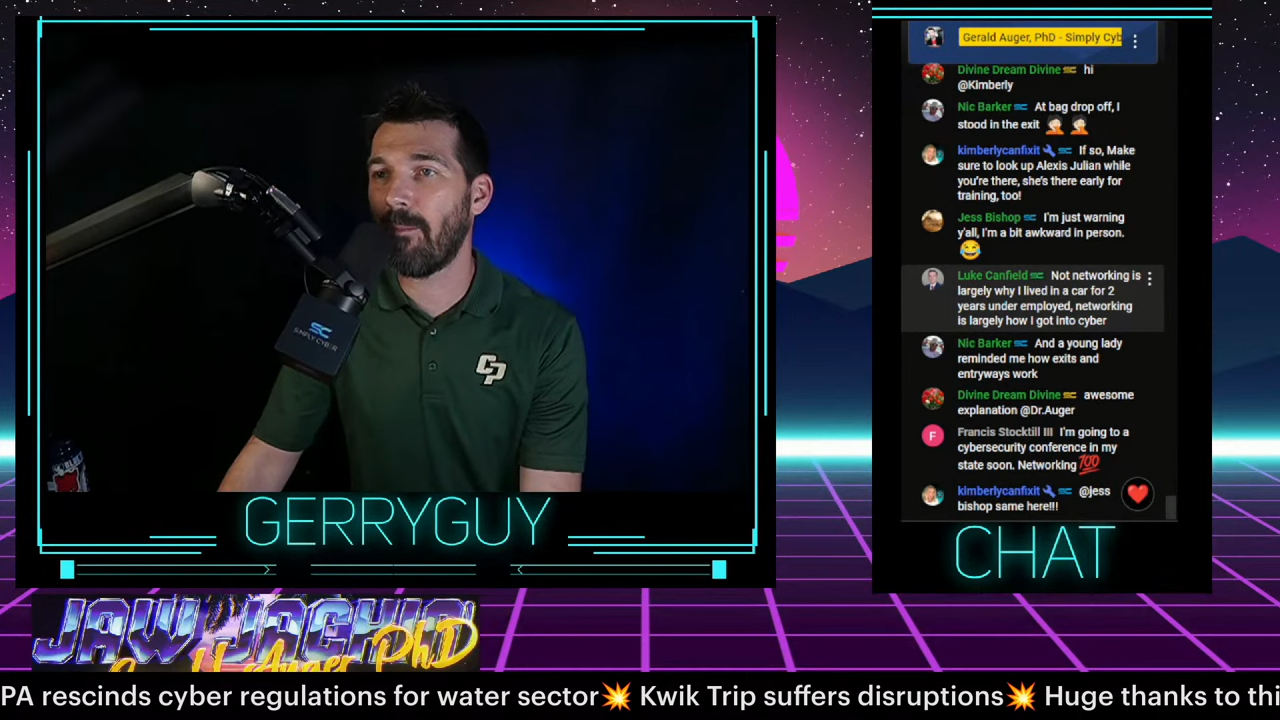 Gerald Auger, PhD - Simply Cyb
Divine Dream Divine hi
@Kimberly
Nic Barker At bag drop off, I
stood in the exit 🤦🏻 🤦🏻
kimberlycanfixit If so, Make
sure to look up Alexis Julian while
you're there, she's there early for
training, too!
Jess Bishop I'm just warning
y'all, I'm a bit awkward in person.
😂
Luke Canfield Not networking is
largely why I lived in a car for 2
years under employed, networking
is largely how I got into cyber
Nic Barker And a young lady
reminded me how exits and
entryways work
Divine Dream Divine awesome
explanation @Dr.Auger
Francis Stocktill III I'm going to a
cybersecurity conference in my
state soon. Networking 💯
kimberlycanfixit @jess
bishop same here!!!
SC
SIMPLY CYBER
CP
GERRYGUY
CHAT
JAW JACKIN'
PhD
PA rescinds cyber regulations for water sector💥 Kwik Trip suffers disruptions💥 Huge thanks to thi